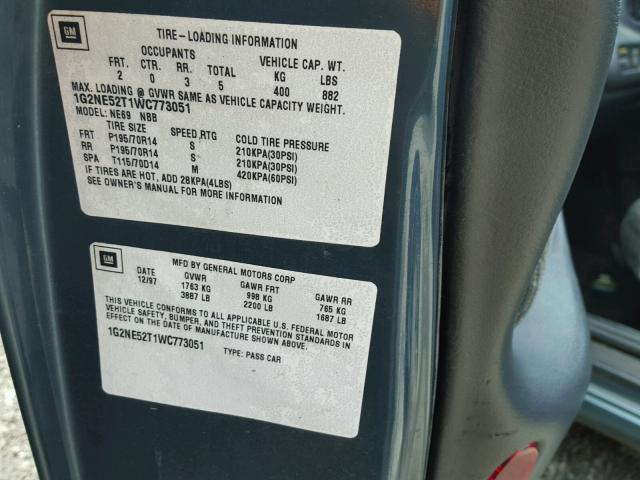 GM
TIRE-LOADING INFORMATION
OCCUPANTS VEHICLE CAP. WT.
FRT. CTR. RR. TOTAL KG LBS
2 0 3 5 400 882
MAX. LOADING @ GVWR SAME AS VEHICLE CAPACITY WEIGHT.
1G2NE52T1WC773051
MODEL: NE69 NBB
TIRE SIZE SPEED RTG COLD TIRE PRESSURE
FRT P195/70R14 S 210KPA(30PSI)
RR P195/70R14 S 210KPA(30PSI)
SPA T115/70D14 M 420KPA(60PSI)
IF TIRES ARE HOT, ADD 28KPA(4LBS)
SEE OWNER'S MANUAL FOR MORE INFORMATION
GM
MFD BY GENERAL MOTORS CORP
DATE GVWR GAWR FRT GAWR RR
12/97 1763 KG 998 KG 765 KG
3887 LB 2200 LB 1687 LB
THIS VEHICLE CONFORMS TO ALL APPLICABLE U.S. FEDERAL MOTOR
VEHICLE SAFETY, BUMPER, AND THEFT PREVENTION STANDARDS IN
EFFECT ON THE DATE OF MANUFACTURE SHOWN ABOVE.
1G2NE52T1WC773051 TYPE: PASS CAR